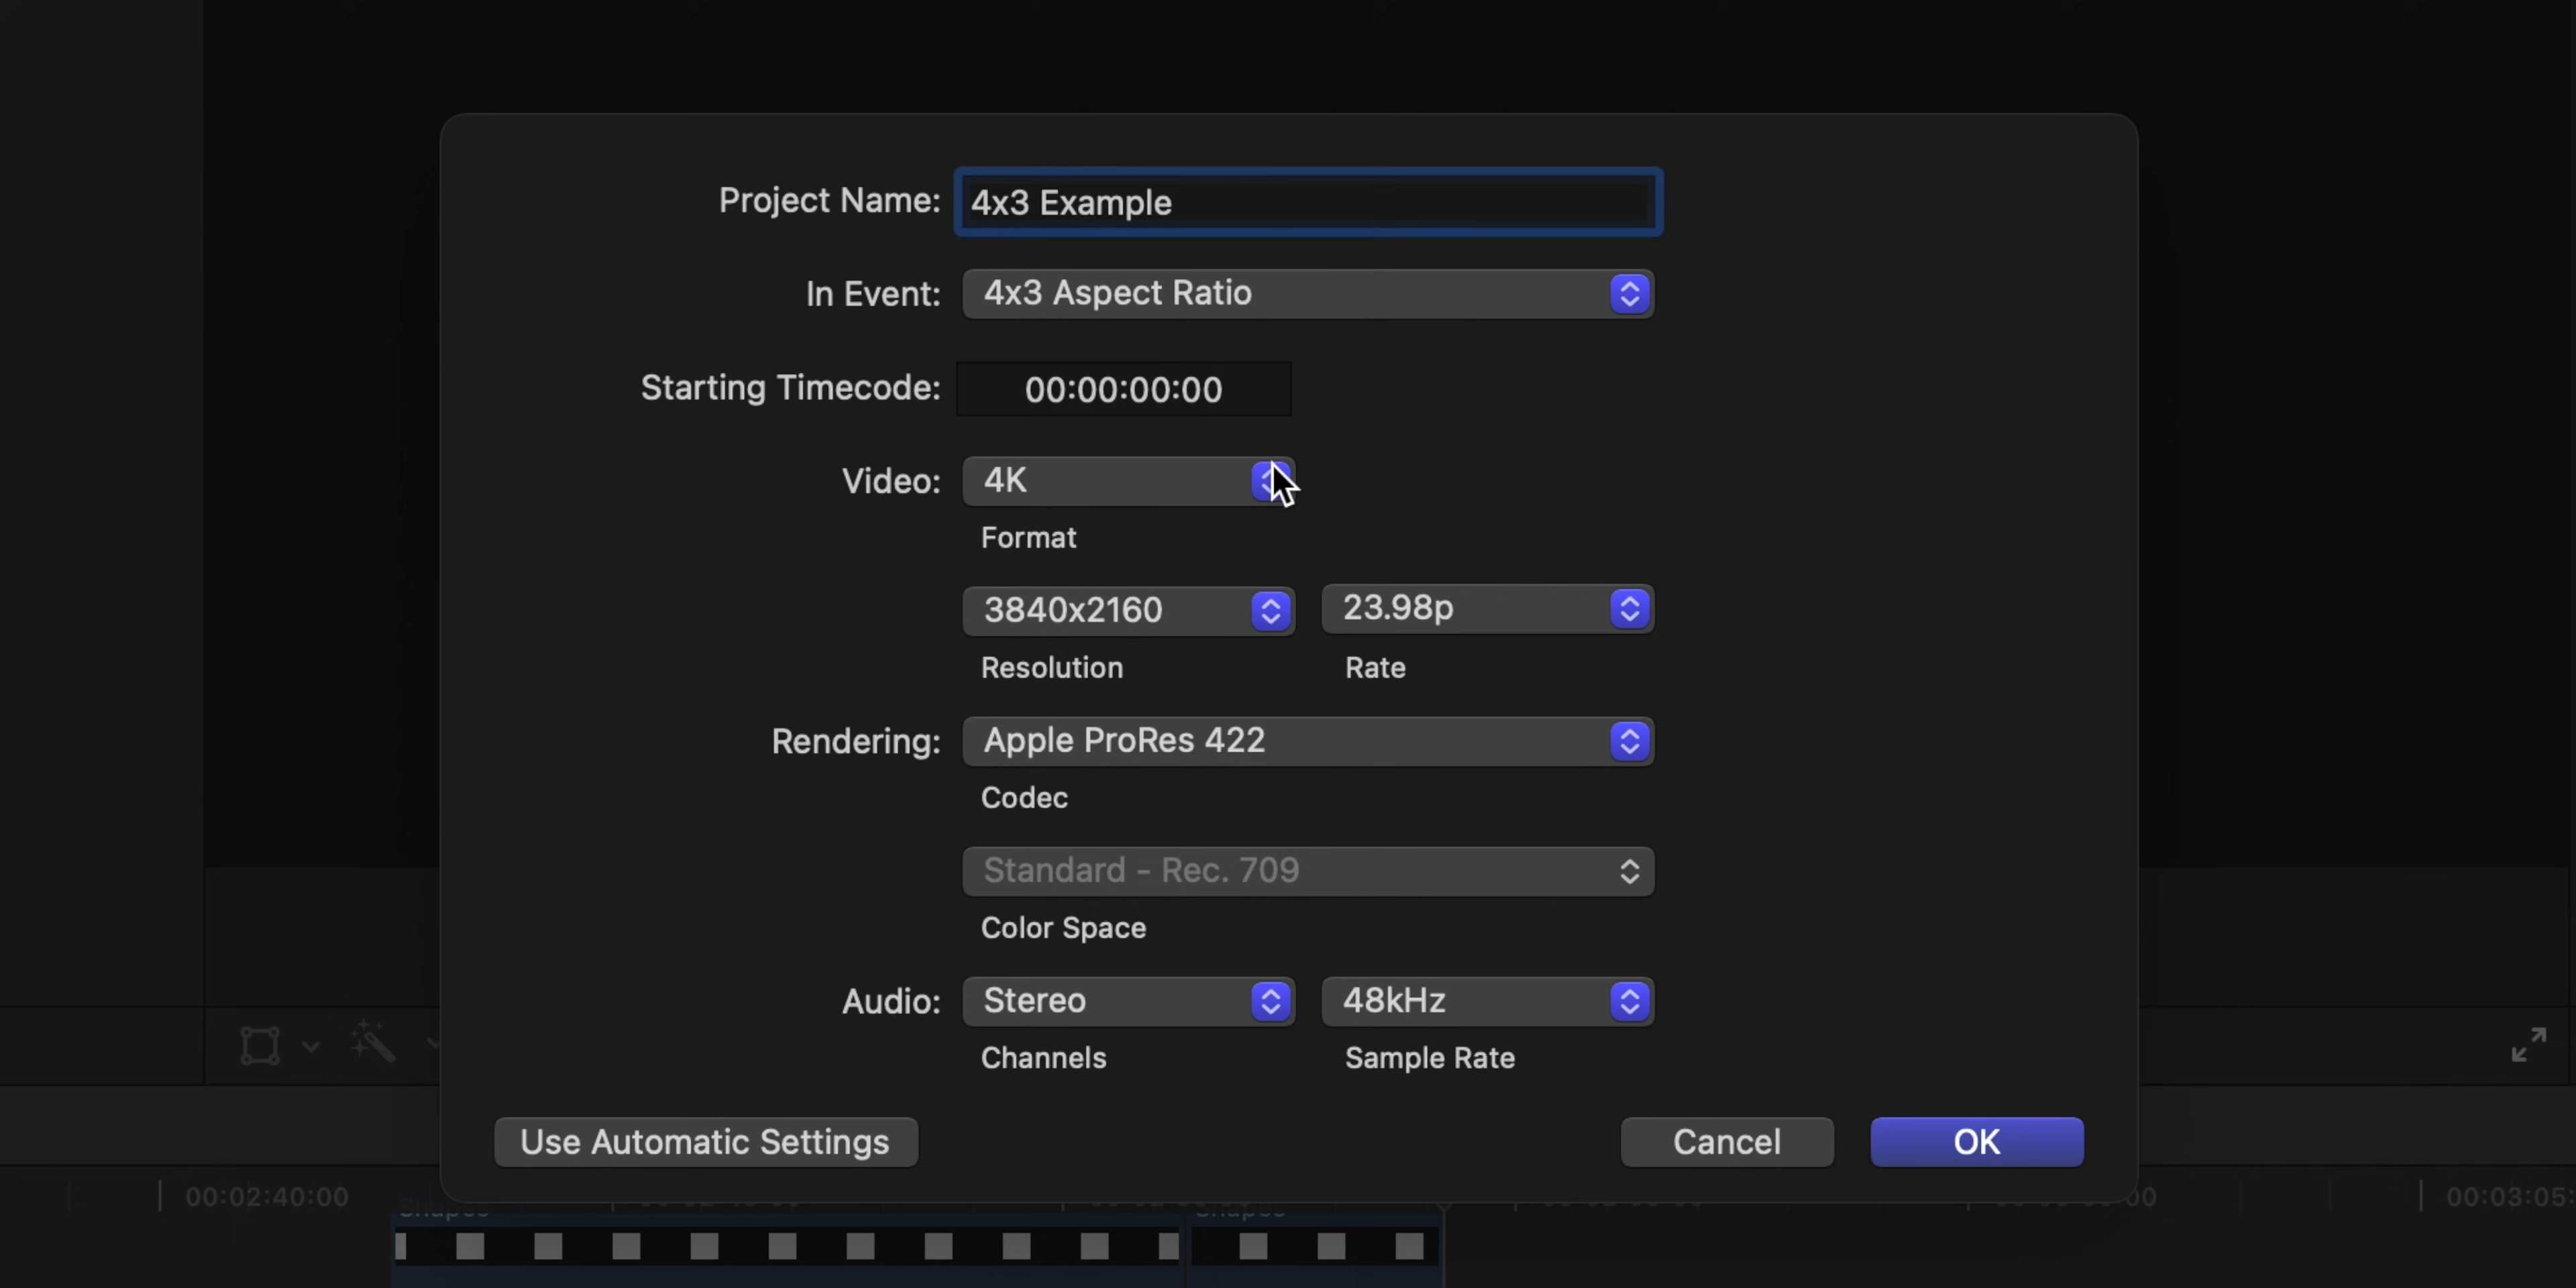 Project Name: 4x3 Example
In Event: 4x3 Aspect Ratio
Starting Timecode: 00:00:00:00
Video: 4K
Format
3840x2160 23.98p
Resolution Rate
Rendering: Apple ProRes 422
Codec
Standard - Rec. 709
Color Space
Audio: Stereo 48kHz
Channels Sample Rate
Use Automatic Settings Cancel OK
00:02:40:00 00:03:05:
Shapes Shapes